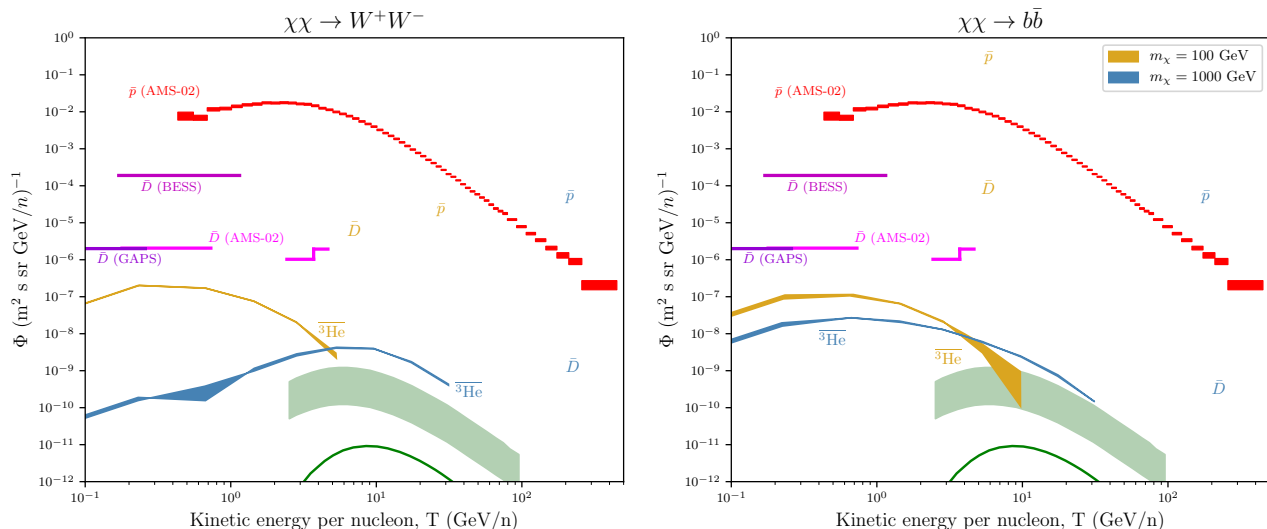 χχ → W⁺W⁻
10⁰
10⁻¹
10⁻²
10⁻³
10⁻⁴
10⁻⁵
10⁻⁶
10⁻⁷
10⁻⁸
10⁻⁹
10⁻¹⁰
10⁻¹¹
10⁻¹²
Φ (m² s sr GeV/n)⁻¹
p̄ (AMS-02)
D̄ (BESS)
p̄
p̄
D̄
D̄ (AMS-02)
D̄ (GAPS)
³H̅e̅
D̄
³H̅e̅
10⁻¹ 10⁰ 10¹ 10²
Kinetic energy per nucleon, T (GeV/n)
χχ → bb̄
mχ = 100 GeV
mχ = 1000 GeV
10⁰
10⁻¹
10⁻²
10⁻³
10⁻⁴
10⁻⁵
10⁻⁶
10⁻⁷
10⁻⁸
10⁻⁹
10⁻¹⁰
10⁻¹¹
10⁻¹²
Φ (m² s sr GeV/n)⁻¹
p̄
p̄ (AMS-02)
D̄ (BESS)
D̄
p̄
D̄ (AMS-02)
D̄ (GAPS)
³H̅e̅
³H̅e̅
D̄
10⁻¹ 10⁰ 10¹ 10²
Kinetic energy per nucleon, T (GeV/n)